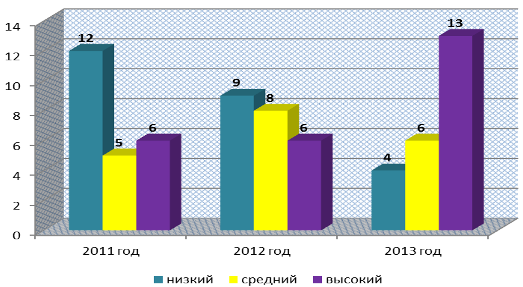 14
12
10
8
6
4
2
0
12
5
6
9
8
6
4
6
13
2011 год
2012 год
2013 год
низкий
средний
высокий